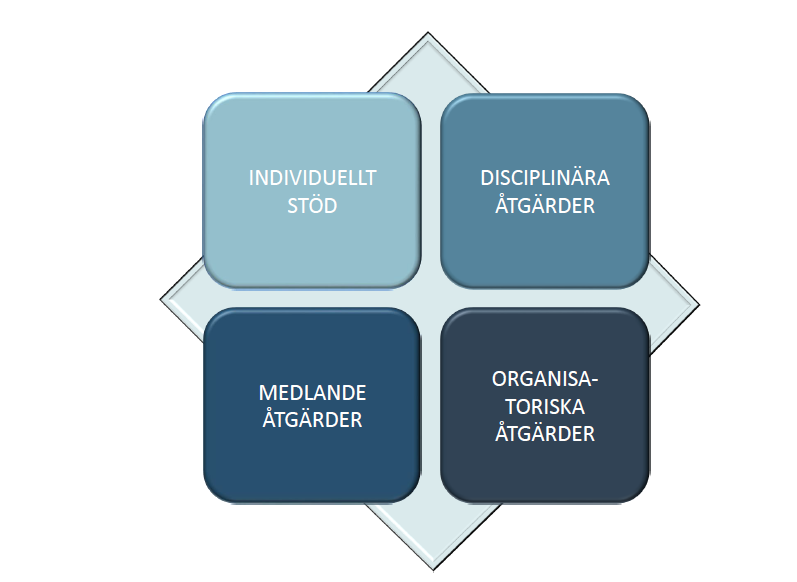 INDIVIDUELLT
STÖD
DISCIPLINÄRA
ÅTGÄRDER
MEDLANDE
ÅTGÄRDER
ORGANISA-
TORISKA
ÅTGÄRDER